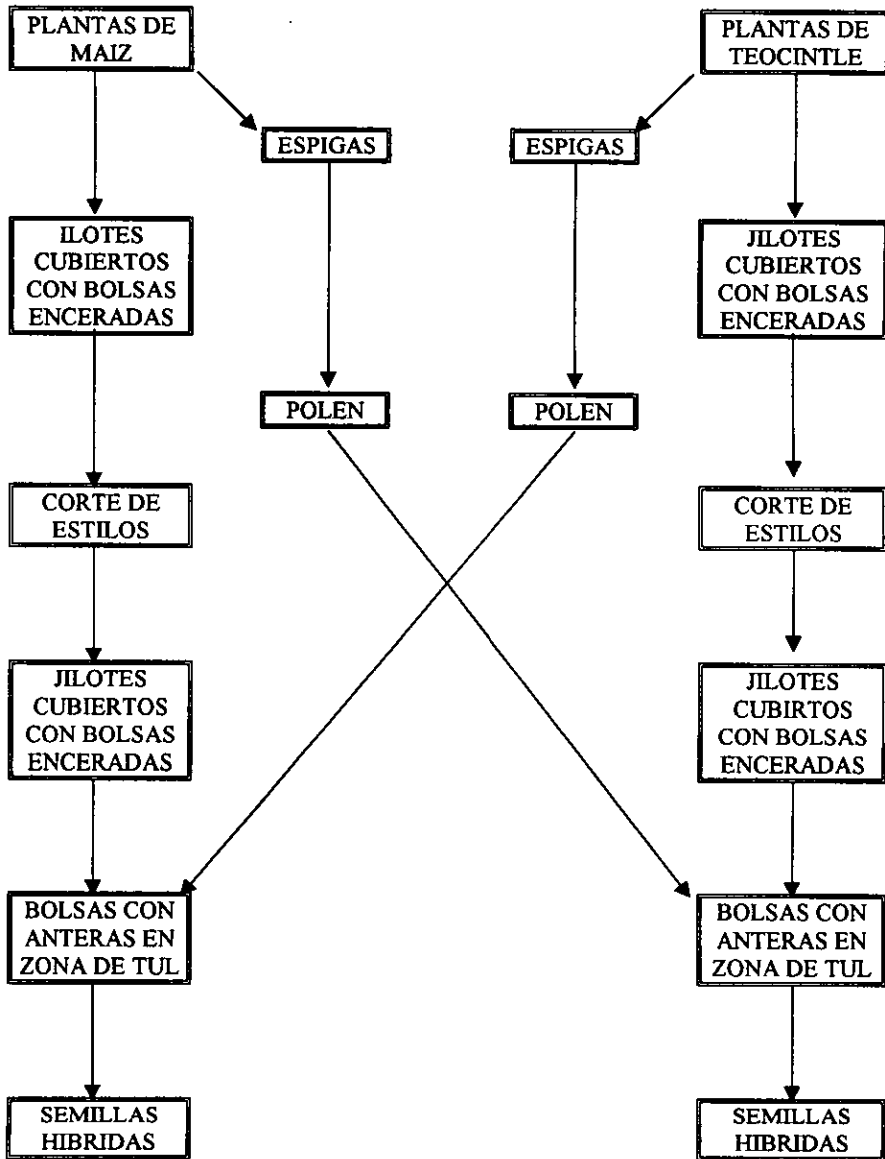 PLANTAS DE
MAIZ
PLANTAS DE
TEOCINTLE
ESPIGAS
ESPIGAS
ILOTES
CUBIERTOS
CON BOLSAS
ENCERADAS
JILOTES
CUBIERTOS
CON BOLSAS
ENCERADAS
POLEN
POLEN
CORTE DE
ESTILOS
CORTE DE
ESTILOS
JILOTES
CUBIERTOS
CON BOLSAS
ENCERADAS
JILOTES
CUBIRTOS
CON BOLSAS
ENCERADAS
BOLSAS CON
ANTERAS EN
ZONA DE TUL
BOLSAS CON
ANTERAS EN
ZONA DE TUL
SEMILLAS
HIBRIDAS
SEMILLAS
HIBRIDAS